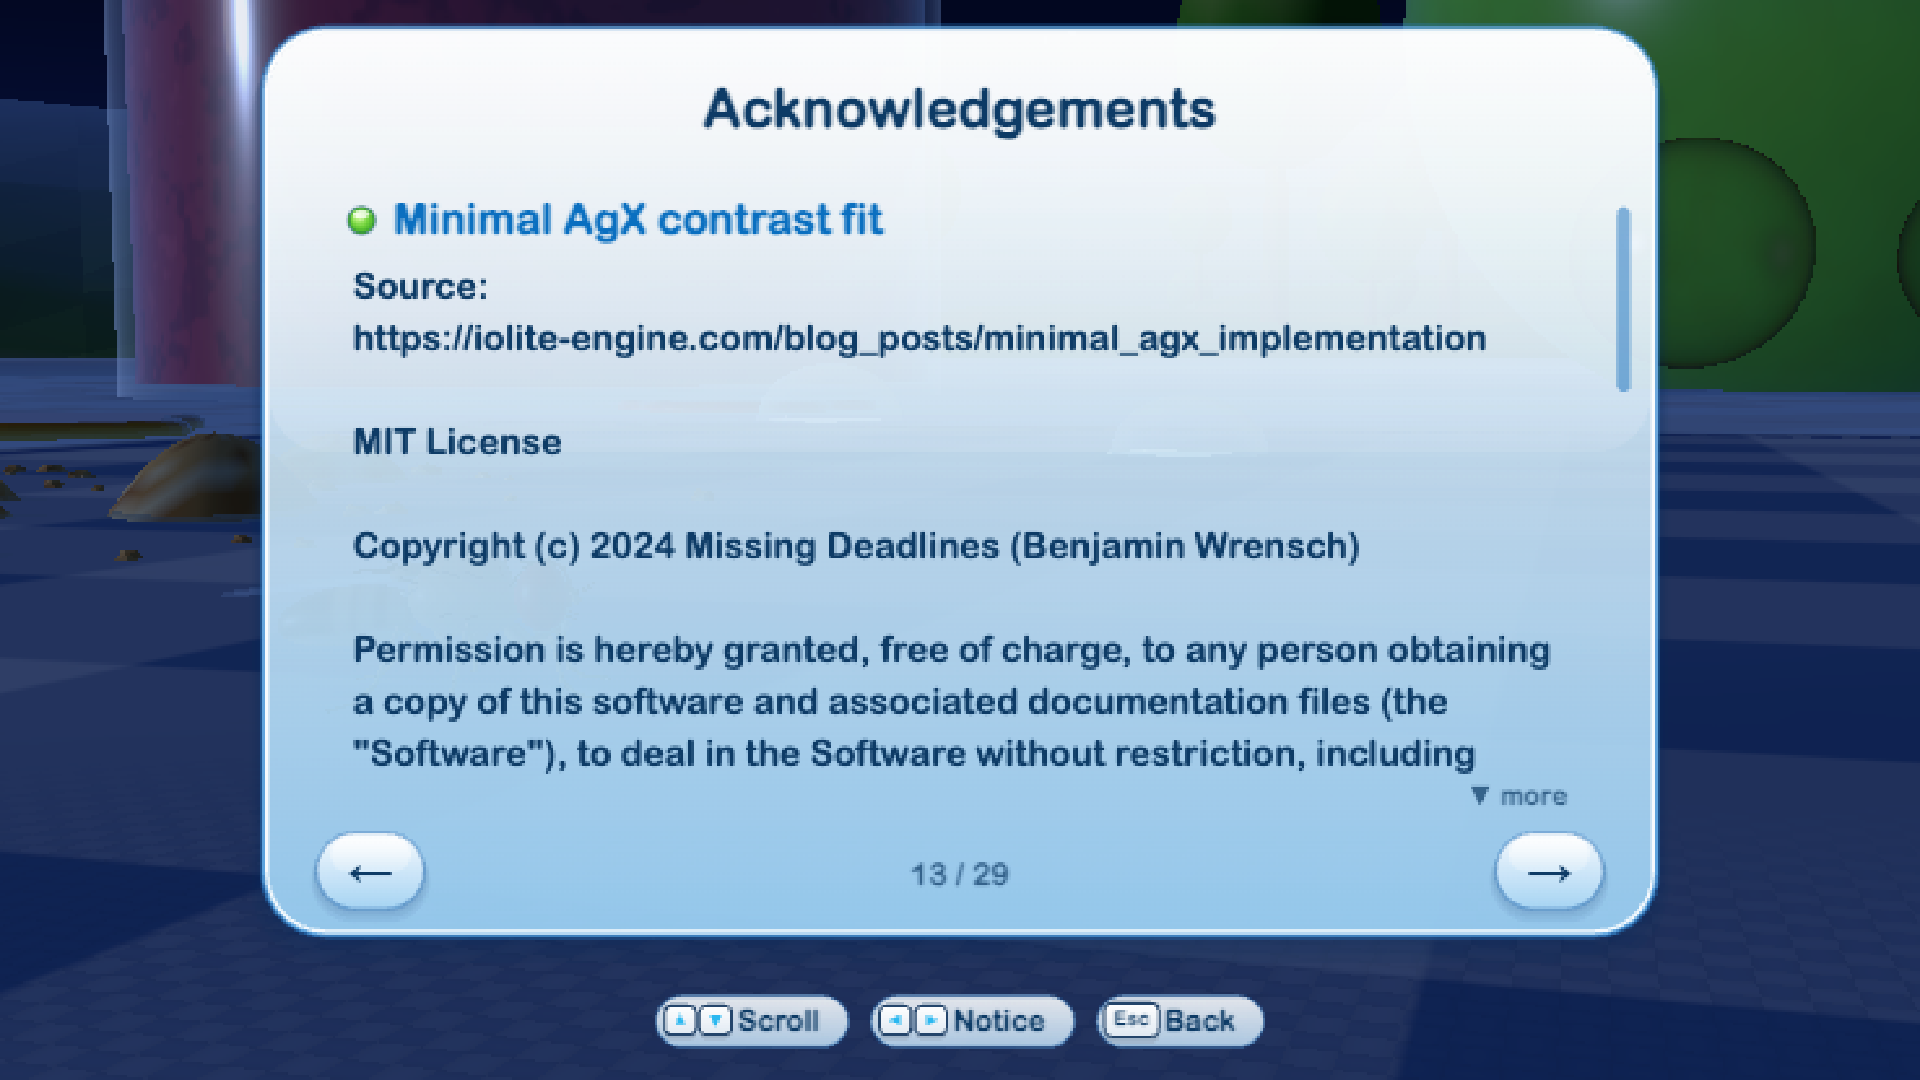 Acknowledgements
Minimal AgX contrast fit
Source:
https://iolite-engine.com/blog_posts/minimal_agx_implementation
MIT License
Copyright (c) 2024 Missing Deadlines (Benjamin Wrensch)
Permission is hereby granted, free of charge, to any person obtaining
a copy of this software and associated documentation files (the
"Software"), to deal in the Software without restriction, including
▼ more
← 13 / 29 →
▲ ▼ Scroll ◀ ▶ Notice Esc Back